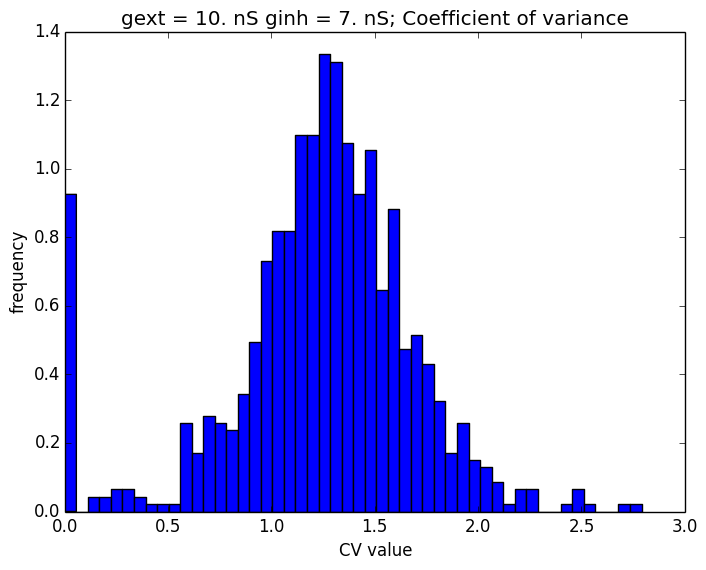 gext = 10. nS ginh = 7. nS; Coefficient of variance
1.4
1.2
1.0
0.8
0.6
0.4
0.2
0.0
frequency
0.0 0.5 1.0 1.5 2.0 2.5 3.0
CV value